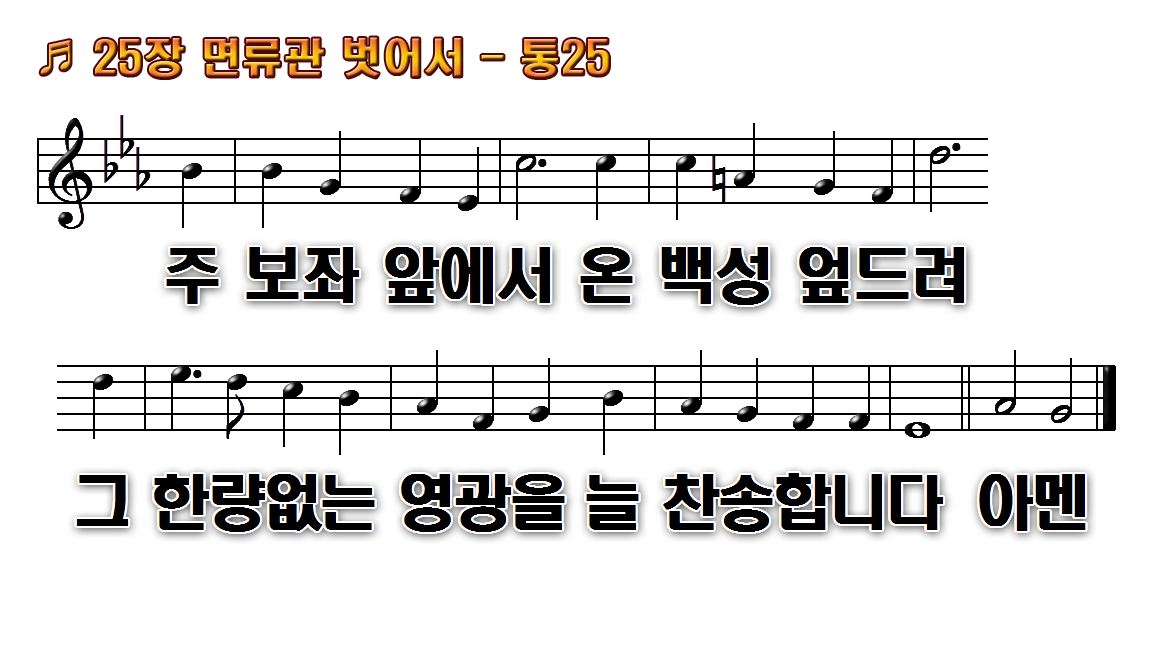 ♬ 25장 면류관 벗어서 - 통25
주 보좌 앞에서 온 백성 엎드려
그 한량없는 영광을 늘 찬송합니다 아멘